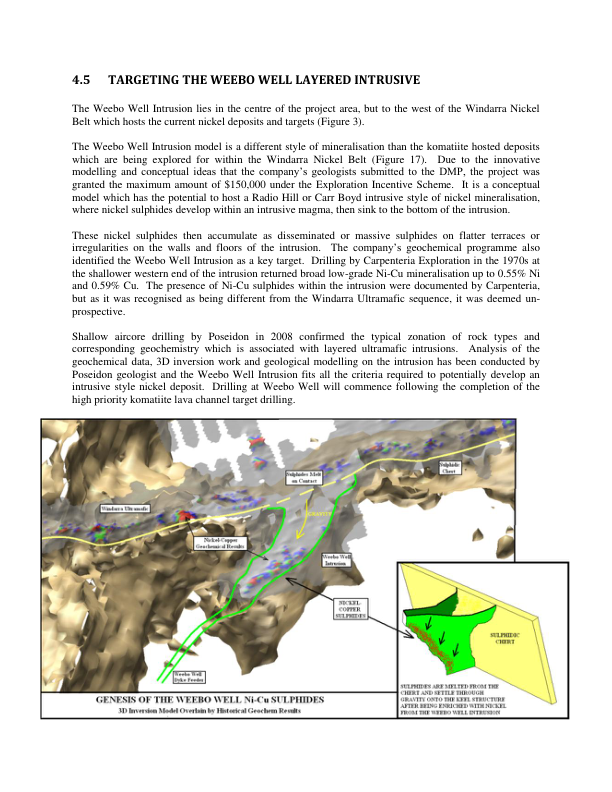 4.5 TARGETING THE WEEBO WELL LAYERED INTRUSIVE
The Weebo Well Intrusion lies in the centre of the project area, but to the west of the Windarra Nickel
Belt which hosts the current nickel deposits and targets (Figure 3).
The Weebo Well Intrusion model is a different style of mineralisation than the komatiite hosted deposits
which are being explored for within the Windarra Nickel Belt (Figure 17). Due to the innovative
modelling and conceptual ideas that the company's geologists submitted to the DMP, the project was
granted the maximum amount of $150,000 under the Exploration Incentive Scheme. It is a conceptual
model which has the potential to host a Radio Hill or Carr Boyd intrusive style of nickel mineralisation,
where nickel sulphides develop within an intrusive magma, then sink to the bottom of the intrusion.
These nickel sulphides then accumulate as disseminated or massive sulphides on flatter terraces or
irregularities on the walls and floors of the intrusion. The company's geochemical programme also
identified the Weebo Well Intrusion as a key target. Drilling by Carpenteria Exploration in the 1970s at
the shallower western end of the intrusion returned broad low-grade Ni-Cu mineralisation up to 0.55% Ni
and 0.59% Cu. The presence of Ni-Cu sulphides within the intrusion were documented by Carpenteria,
but as it was recognised as being different from the Windarra Ultramafic sequence, it was deemed un-
prospective.
Shallow aircore drilling by Poseidon in 2008 confirmed the typical zonation of rock types and
corresponding geochemistry which is associated with layered ultramafic intrusions. Analysis of the
geochemical data, 3D inversion work and geological modelling on the intrusion has been conducted by
Poseidon geologist and the Weebo Well Intrusion fits all the criteria required to potentially develop an
intrusive style nickel deposit. Drilling at Weebo Well will commence following the completion of the
high priority komatiite lava channel target drilling.
Sulphide
Chert
Sulphides Melt
on Contact
Windarra Ultramafic
GRAVITY
Nickel-Copper
Geochemical Results
Weebo Well
Intrusion
NICKEL-
COPPER
SULPHIDES
SULPHIDIC
CHERT
Weebo Well
Dyke Feeder
SULPHIDES ARE MELTED FROM THE
CHERT AND SETTLE THROUGH
GRAVITY ONTO THE KEEL STRUCTURE
AFTER BEING ENRICHED WITH NICKEL
FROM THE WEEBO WELL INTRUSION
GENESIS OF THE WEEBO WELL Ni-Cu SULPHIDES
3D Inversion Model Overlain by Historical Geochem Results